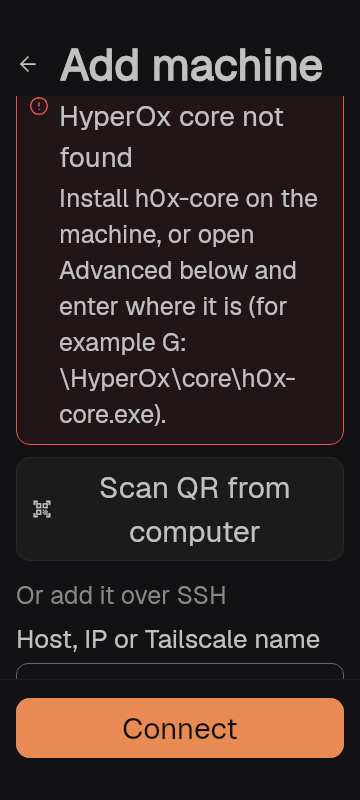 Add machine
HyperOx core not
found
Install h0x-core on the
machine, or open
Advanced below and
enter where it is (for
example G:
\HyperOx\core\h0x-
core.exe).
Scan QR from
computer
Or add it over SSH
Host, IP or Tailscale name
Connect